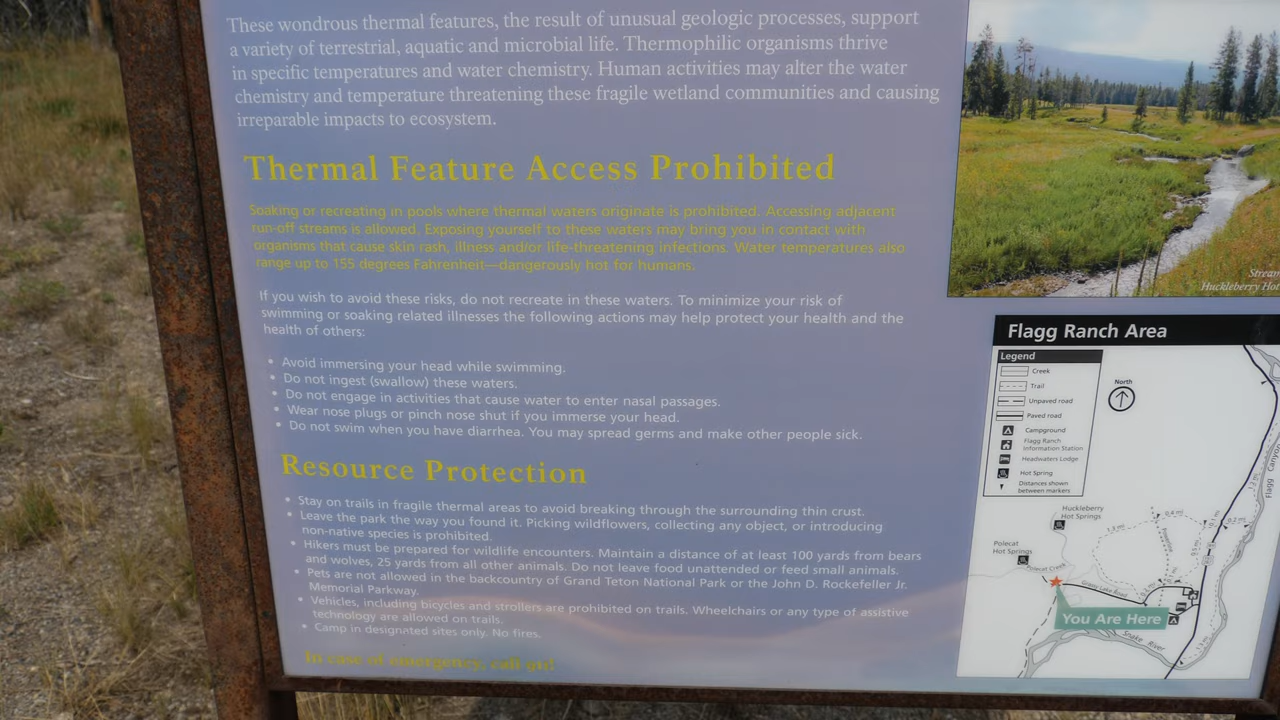 These wondrous thermal features, the result of unusual geologic processes, support
a variety of terrestrial, aquatic and microbial life. Thermophilic organisms thrive
in specific temperatures and water chemistry. Human activities may alter the water
chemistry and temperature threatening these fragile wetland communities and causing
irreparable impacts to ecosystem.
Thermal Feature Access Prohibited
Soaking or recreating in pools where thermal waters originate is prohibited. Accessing adjacent
run-off streams is allowed. Exposing yourself to these waters may bring you in contact with
organisms that cause skin rash, illness and/or life-threatening infections. Water temperatures also
range up to 155 degrees Fahrenheit—dangerously hot for humans.
If you wish to avoid these risks, do not recreate in these waters. To minimize your risk of
swimming or soaking related illnesses the following actions may help protect your health and the
health of others:
• Avoid immersing your head while swimming.
• Do not ingest (swallow) these waters.
• Do not engage in activities that cause water to enter nasal passages.
• Wear nose plugs or pinch nose shut if you immerse your head.
• Do not swim when you have diarrhea. You may spread germs and make other people sick.
Resource Protection
• Stay on trails in fragile thermal areas to avoid breaking through the surrounding thin crust.
• Leave the park the way you found it. Picking wildflowers, collecting any object, or introducing
non-native species is prohibited.
• Hikers must be prepared for wildlife encounters. Maintain a distance of at least 100 yards from bears
and wolves, 25 yards from all other animals. Do not leave food unattended or feed small animals.
• Pets are not allowed in the backcountry of Grand Teton National Park or the John D. Rockefeller Jr.
Memorial Parkway.
• Vehicles, including bicycles and strollers are prohibited on trails. Wheelchairs or any type of assistive
technology are allowed on trails.
• Camp in designated sites only. No fires.
In case of emergency, call 911!
Stream
Huckleberry Hot
Flagg Ranch Area
Legend
Creek
Trail
Unpaved road
Paved road
Campground
Flagg Ranch
Information Station
Headwaters Lodge
Hot Spring
Distances shown
between markers
North
Flagg Canyon
Huckleberry
Hot Springs
Polecat
Hot Springs
Polecat Creek
Grassy Lake Road
You Are Here
Snake River